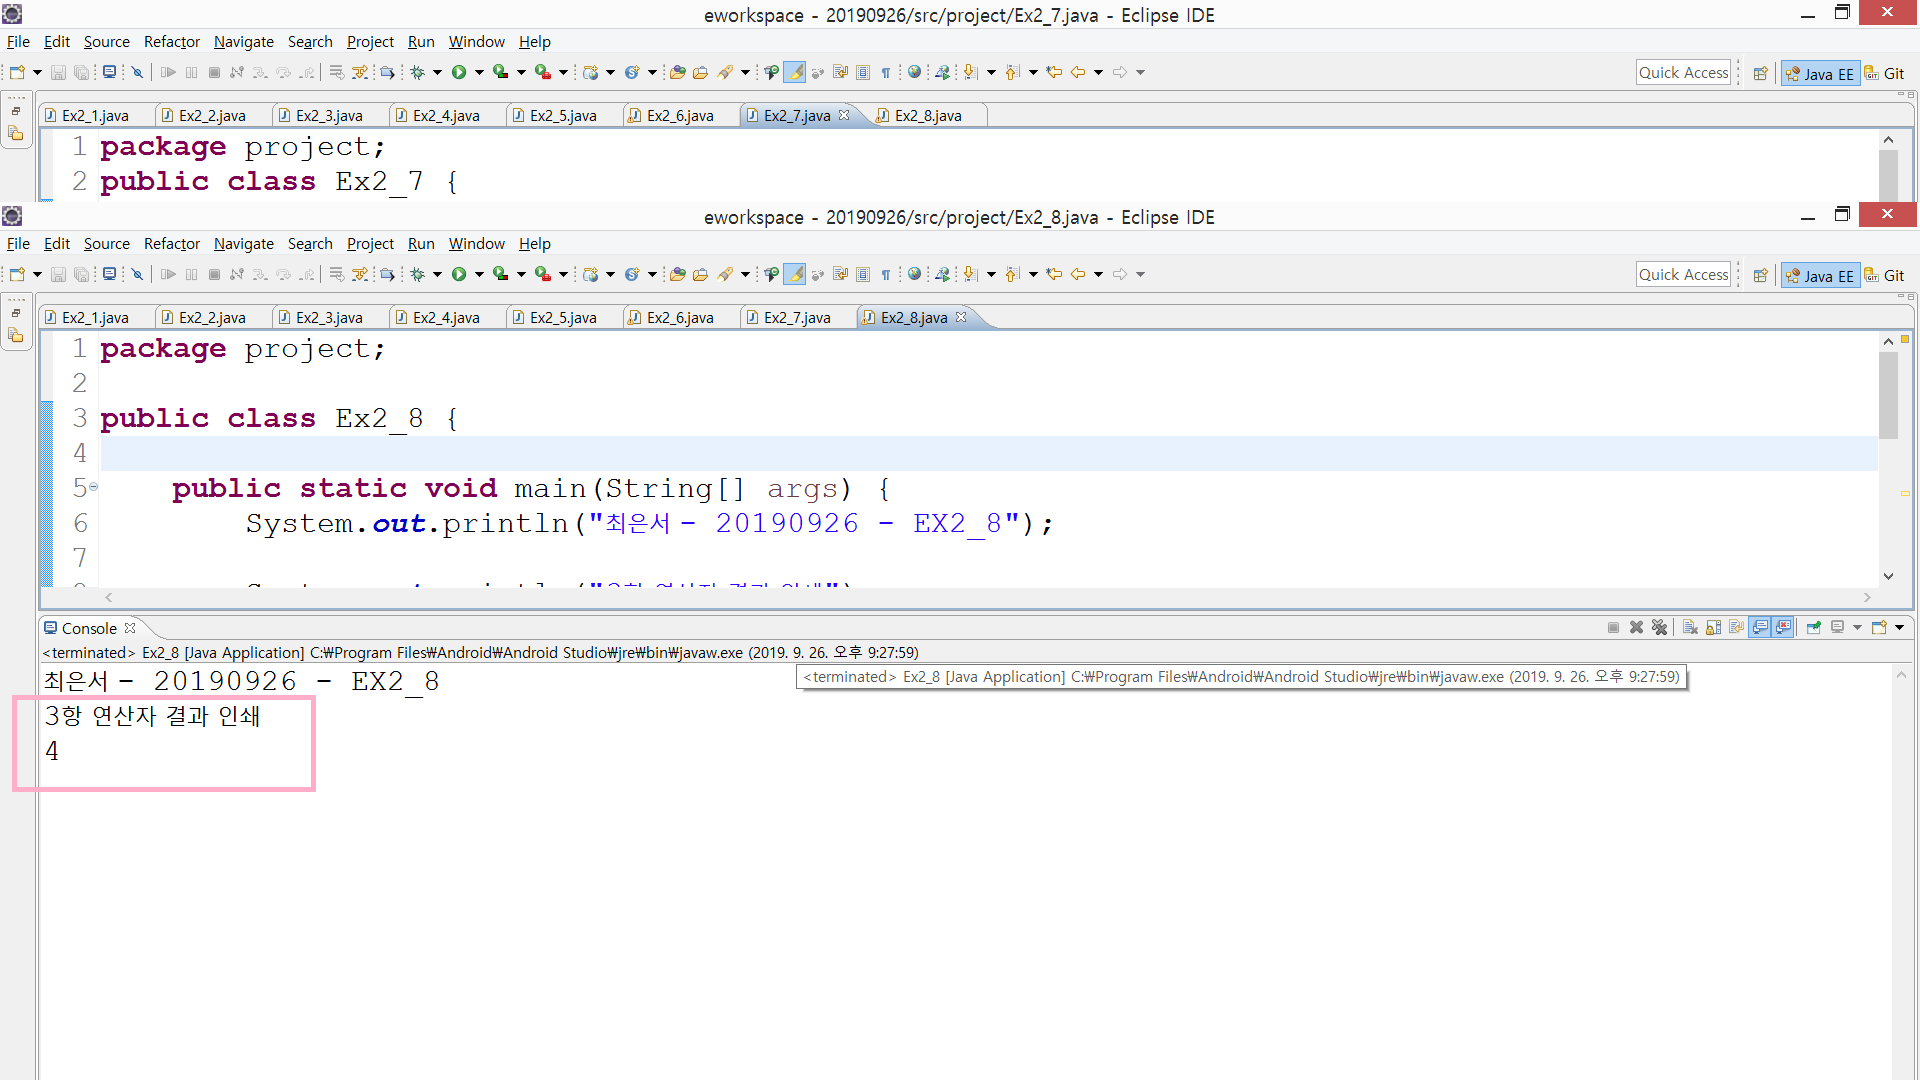 eworkspace - 20190926/src/project/Ex2_7.java - Eclipse IDE
File Edit Source Refactor Navigate Search Project Run Window Help
Quick Access Java EE Git
Ex2_1.java Ex2_2.java Ex2_3.java Ex2_4.java Ex2_5.java Ex2_6.java Ex2_7.java Ex2_8.java
1 package project;
2 public class Ex2_7 {
eworkspace - 20190926/src/project/Ex2_8.java - Eclipse IDE
File Edit Source Refactor Navigate Search Project Run Window Help
Quick Access Java EE Git
Ex2_1.java Ex2_2.java Ex2_3.java Ex2_4.java Ex2_5.java Ex2_6.java Ex2_7.java Ex2_8.java
1 package project;
2
3 public class Ex2_8 {
4
5 public static void main(String[] args) {
6 System.out.println("최은서 - 20190926 - EX2_8");
7
Console
<terminated> Ex2_8 [Java Application] C:₩Program Files₩Android₩Android Studio₩jre₩bin₩javaw.exe (2019. 9. 26. 오후 9:27:59)
<terminated> Ex2_8 [Java Application] C:₩Program Files₩Android₩Android Studio₩jre₩bin₩javaw.exe (2019. 9. 26. 오후 9:27:59)
최은서 - 20190926 - EX2_8
3항 연산자 결과 인쇄
4